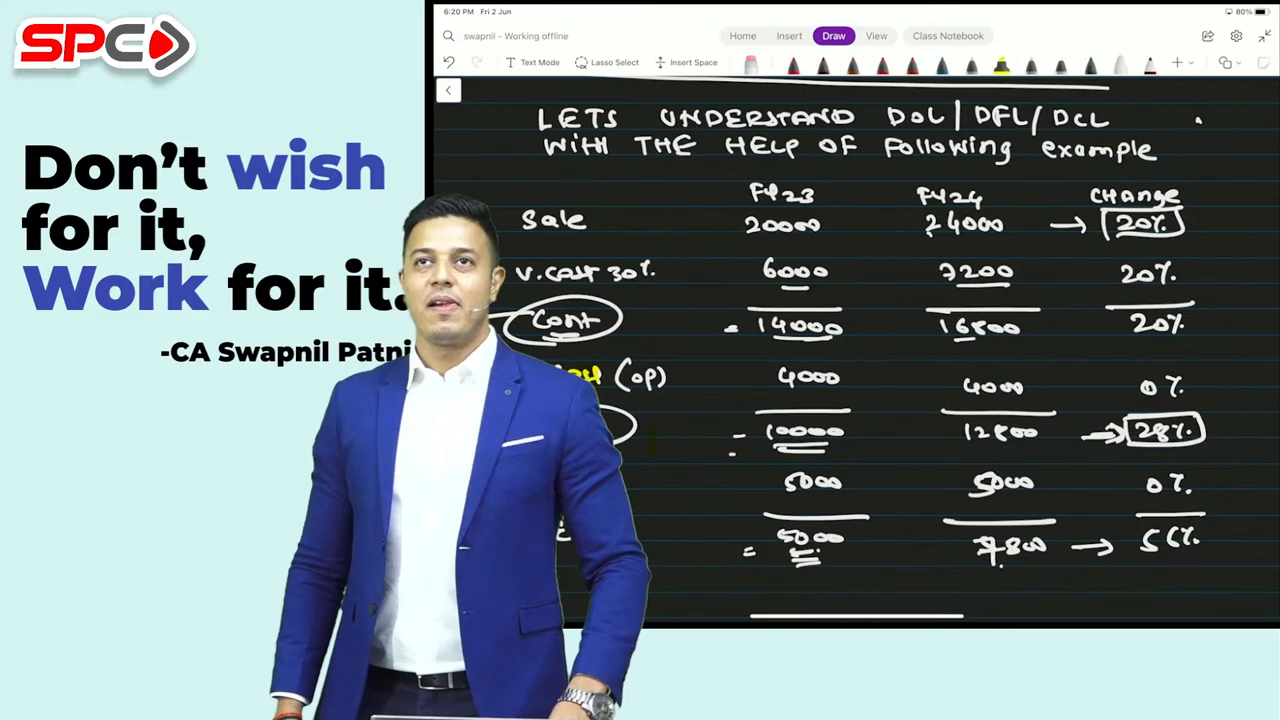 SPC
Don't wish
for it,
Work for it.
-CA Swapnil Patni
6:20 PM Fri 2 Jun
80%
swapnil - Working offline
Home Insert Draw View Class Notebook
Text Mode Lasso Select Insert Space
LETS UNDERSTAND DOL/DFL/DCL
WITH THE HELP OF Following example
FY23 FY24 CHANGE
Sale 20000 24000 → 20%
V.Cost 30% 6000 7200 20%
Cont = 14000 16800 20%
(OP) 4000 4000 0%
= 10000 12800 → 28%
5000 5000 0%
= 5000 7800 → 56%